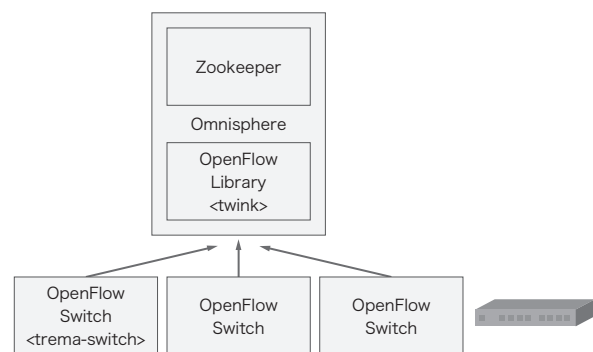 Zookeeper
Omnisphere
OpenFlow
Library
<twink>
OpenFlow
Switch
<trema-switch>
OpenFlow
Switch
OpenFlow
Switch